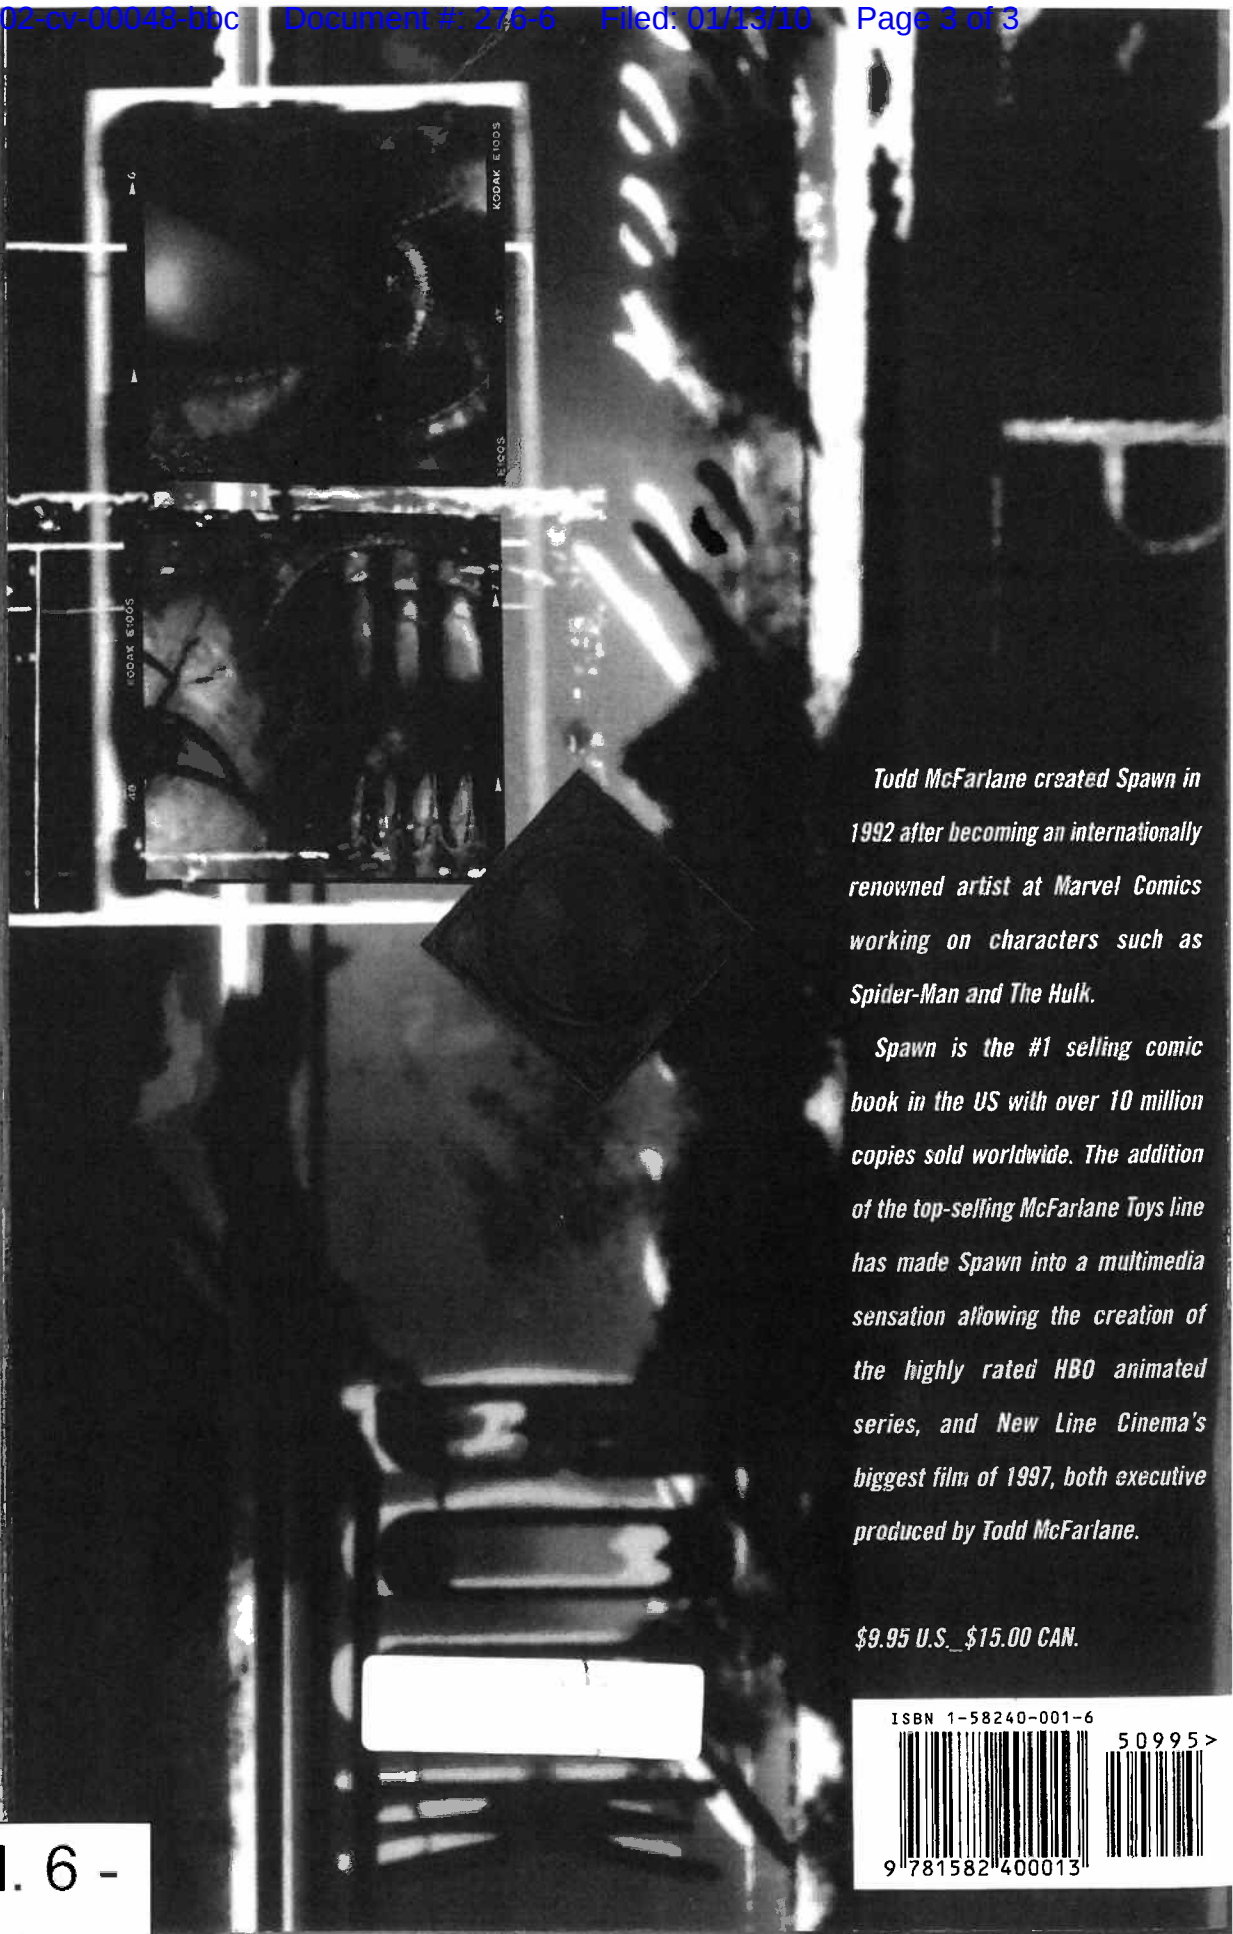 02-cv-00048-bbc Document #: 276-6 Filed: 01/13/10 Page 3 of 3
KODAK E100S
E100S
KODAK E100S
Todd McFarlane created Spawn in
1992 after becoming an internationally
renowned artist at Marvel Comics
working on characters such as
Spider-Man and The Hulk.
Spawn is the #1 selling comic
book in the US with over 10 million
copies sold worldwide. The addition
of the top-selling McFarlane Toys line
has made Spawn into a multimedia
sensation allowing the creation of
the highly rated HBO animated
series, and New Line Cinema's
biggest film of 1997, both executive
produced by Todd McFarlane.
$9.95 U.S._$15.00 CAN.
ISBN 1-58240-001-6
50995>
9 781582 400013
. 6 -